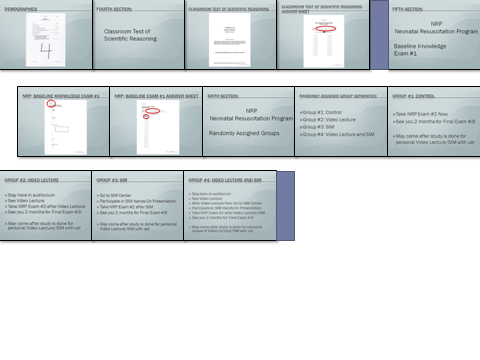 DEMOGRAPHICS
4
FOURTH SECTION:
Classroom Test of
Scientific Reasoning
CLASSROOM TEST OF SCIENTIFIC REASONING
CLASSROOM TEST OF SCIENTIFIC REASONING
ANSWER SHEET
FIFTH SECTION:
NRP
Neonatal Resuscitation Program
Baseline Knowledge
Exam #1
NRP: BASELINE KNOWLEDGE EXAM #1
NRP: BASELINE EXAM #1 ANSWER SHEET
SIXTH SECTION:
NRP
Neonatal Resuscitation Program
Randomly Assigned Groups
RANDOMLY ASSIGNED GROUP SEPARATION
Group #1: Control
Group #2: Video Lecture
Group #3: SIM
Group #4: Video Lecture and SIM
GROUP #1: CONTROL
Take NRP Exam #2 Now
See you 2 months for Final Exam #3!
May come after study is done for
personal Video Lecture/SIM with us!
GROUP #2: VIDEO LECTURE
Stay here in auditorium
See Video Lecture
Take NRP Exam #2 after Video Lecture
See you 2 months for Final Exam #3!
May come after study is done for
personal Video Lecture/SIM with us!
GROUP #3: SIM
Go to SIM Center
Participate in SIM Hands-On Presentation
Take NRP Exam #2 after SIM
See you 2 months for Final Exam #3!
May come after study is done for
personal Video Lecture/SIM with us!
GROUP #4: VIDEO LECTURE AND SIM
Stay here in auditorium
See Video Lecture
After Video Lecture then Go to SIM Center
Participate in SIM Hands-On Presentation
Take NRP Exam #2 after Video Lecture/SIM
See you 2 months for Final Exam #3!
May come after study is done for
personal review of Video Lecture/SIM with us!